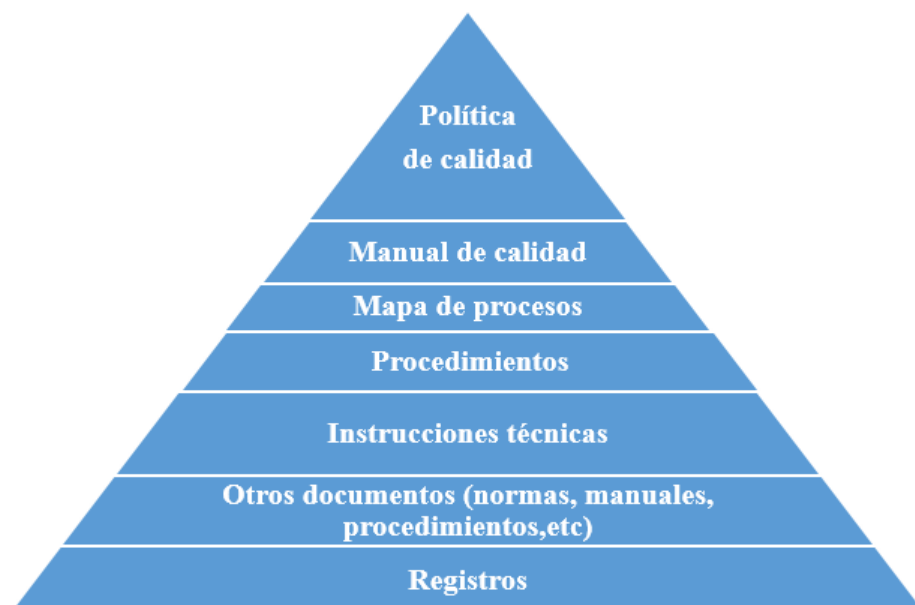 Política
de calidad
Manual de calidad
Mapa de procesos
Procedimientos
Instrucciones técnicas
Otros documentos (normas, manuales,
procedimientos,etc)
Registros